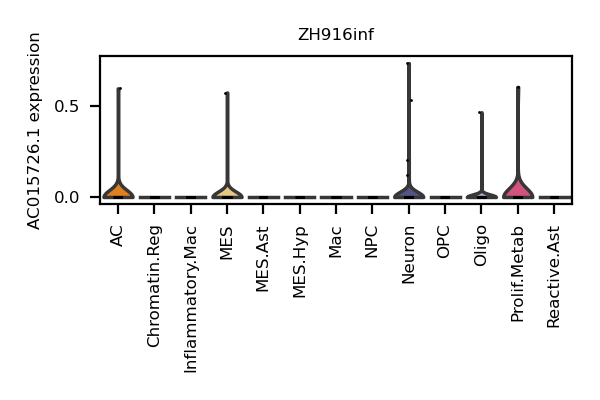 ZH916inf
AC015726.1 expression
0.5
0.0
AC
Chromatin.Reg
Inflammatory.Mac
MES
MES.Ast
MES.Hyp
Mac
NPC
Neuron
OPC
Oligo
Prolif.Metab
Reactive.Ast